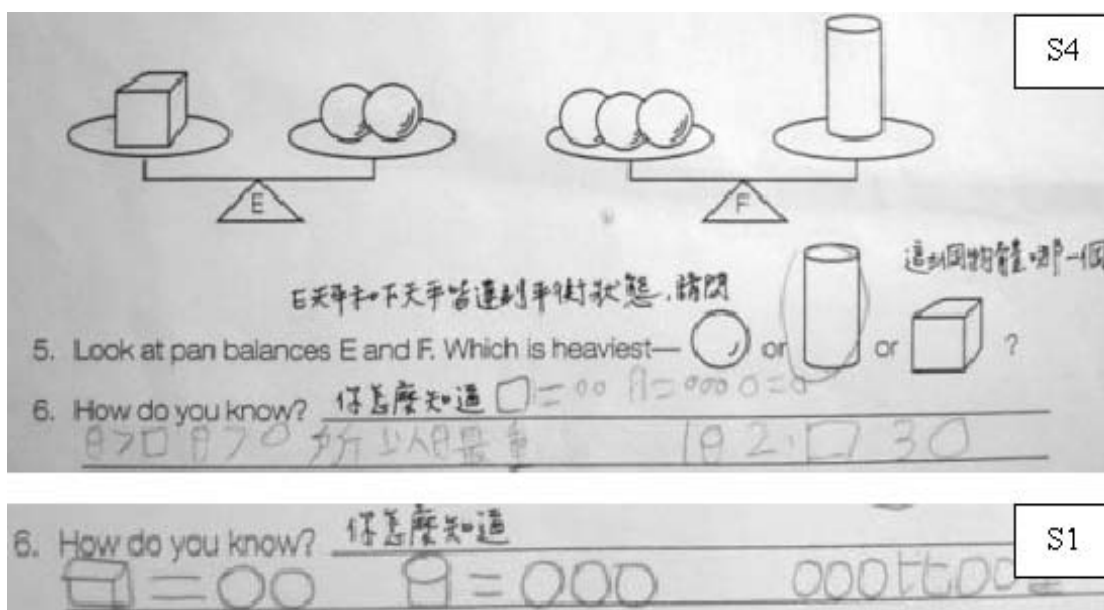 S4
E F
E天平和F天平皆達到平衡狀態,請問
這3個物體哪一個
5. Look at pan balances E and F. Which is heaviest— or or ?
6. How do you know? 你怎麼知道 □=○○ =○○○ ○=○
>□ >○ 所以 最重 1 2. □ 3 ○
S1
6. How do you know? 你怎麼知道
=○○ =○○○ ○○○比○○